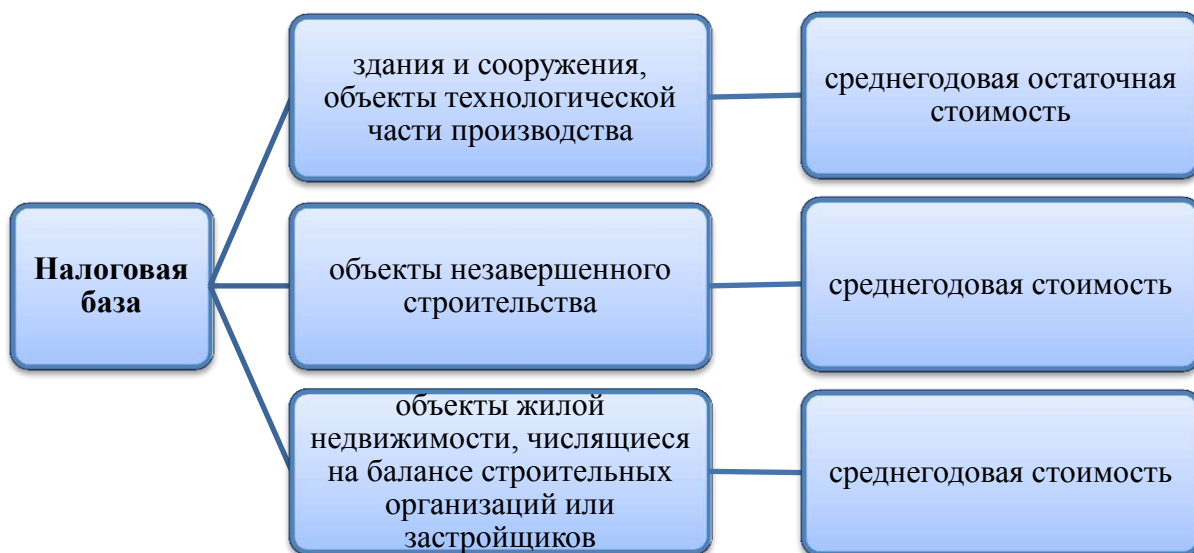 Налоговая
база
здания и сооружения,
объекты технологической
части производства
среднегодовая остаточная
стоимость
объекты незавершенного
строительства
среднегодовая стоимость
объекты жилой
недвижимости, числящиеся
на балансе строительных
организаций или
застройщиков
среднегодовая стоимость